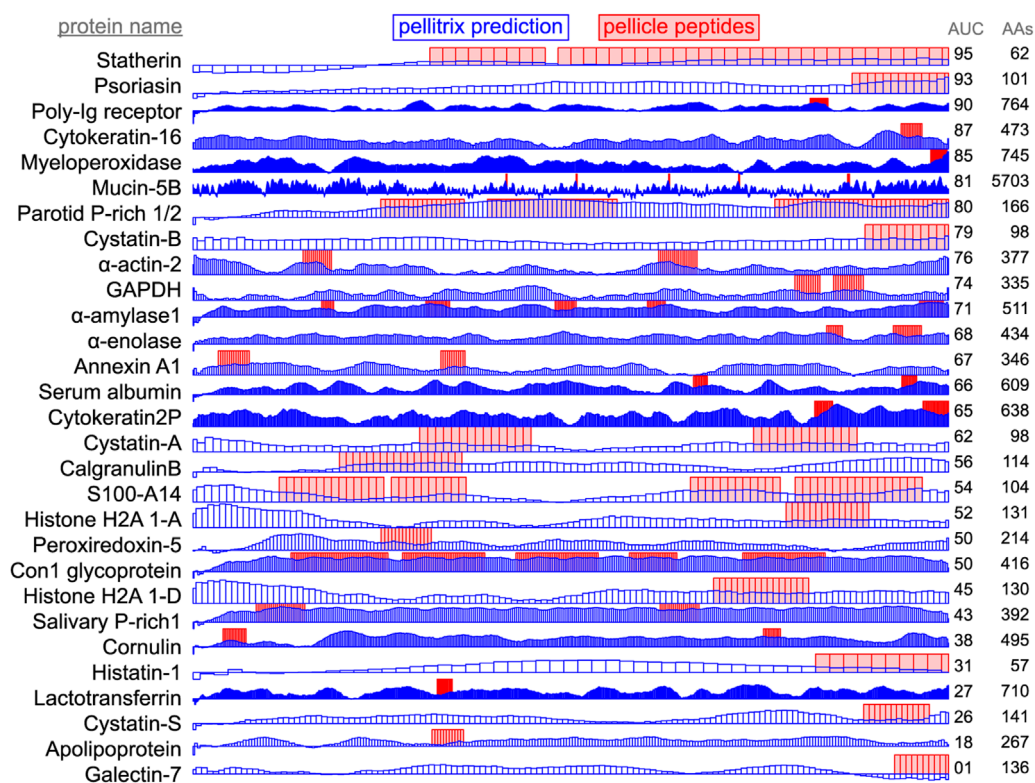 protein name pellitrix prediction pellicle peptides AUC AAs
Statherin 95 62
Psoriasin 93 101
Poly-Ig receptor 90 764
Cytokeratin-16 87 473
Myeloperoxidase 85 745
Mucin-5B 81 5703
Parotid P-rich 1/2 80 166
Cystatin-B 79 98
α-actin-2 76 377
GAPDH 74 335
α-amylase1 71 511
α-enolase 68 434
Annexin A1 67 346
Serum albumin 66 609
Cytokeratin2P 65 638
Cystatin-A 62 98
CalgranulinB 56 114
S100-A14 54 104
Histone H2A 1-A 52 131
Peroxiredoxin-5 50 214
Con1 glycoprotein 50 416
Histone H2A 1-D 45 130
Salivary P-rich1 43 392
Cornulin 38 495
Histatin-1 31 57
Lactotransferrin 27 710
Cystatin-S 26 141
Apolipoprotein 18 267
Galectin-7 01 136